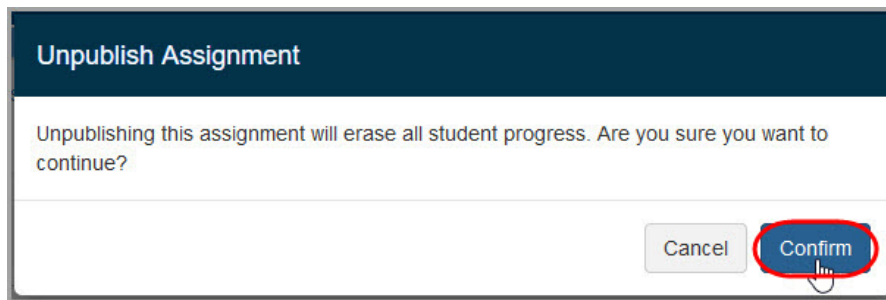 Unpublish Assignment
Unpublishing this assignment will erase all student progress. Are you sure you want to
continue?
Cancel Confirm